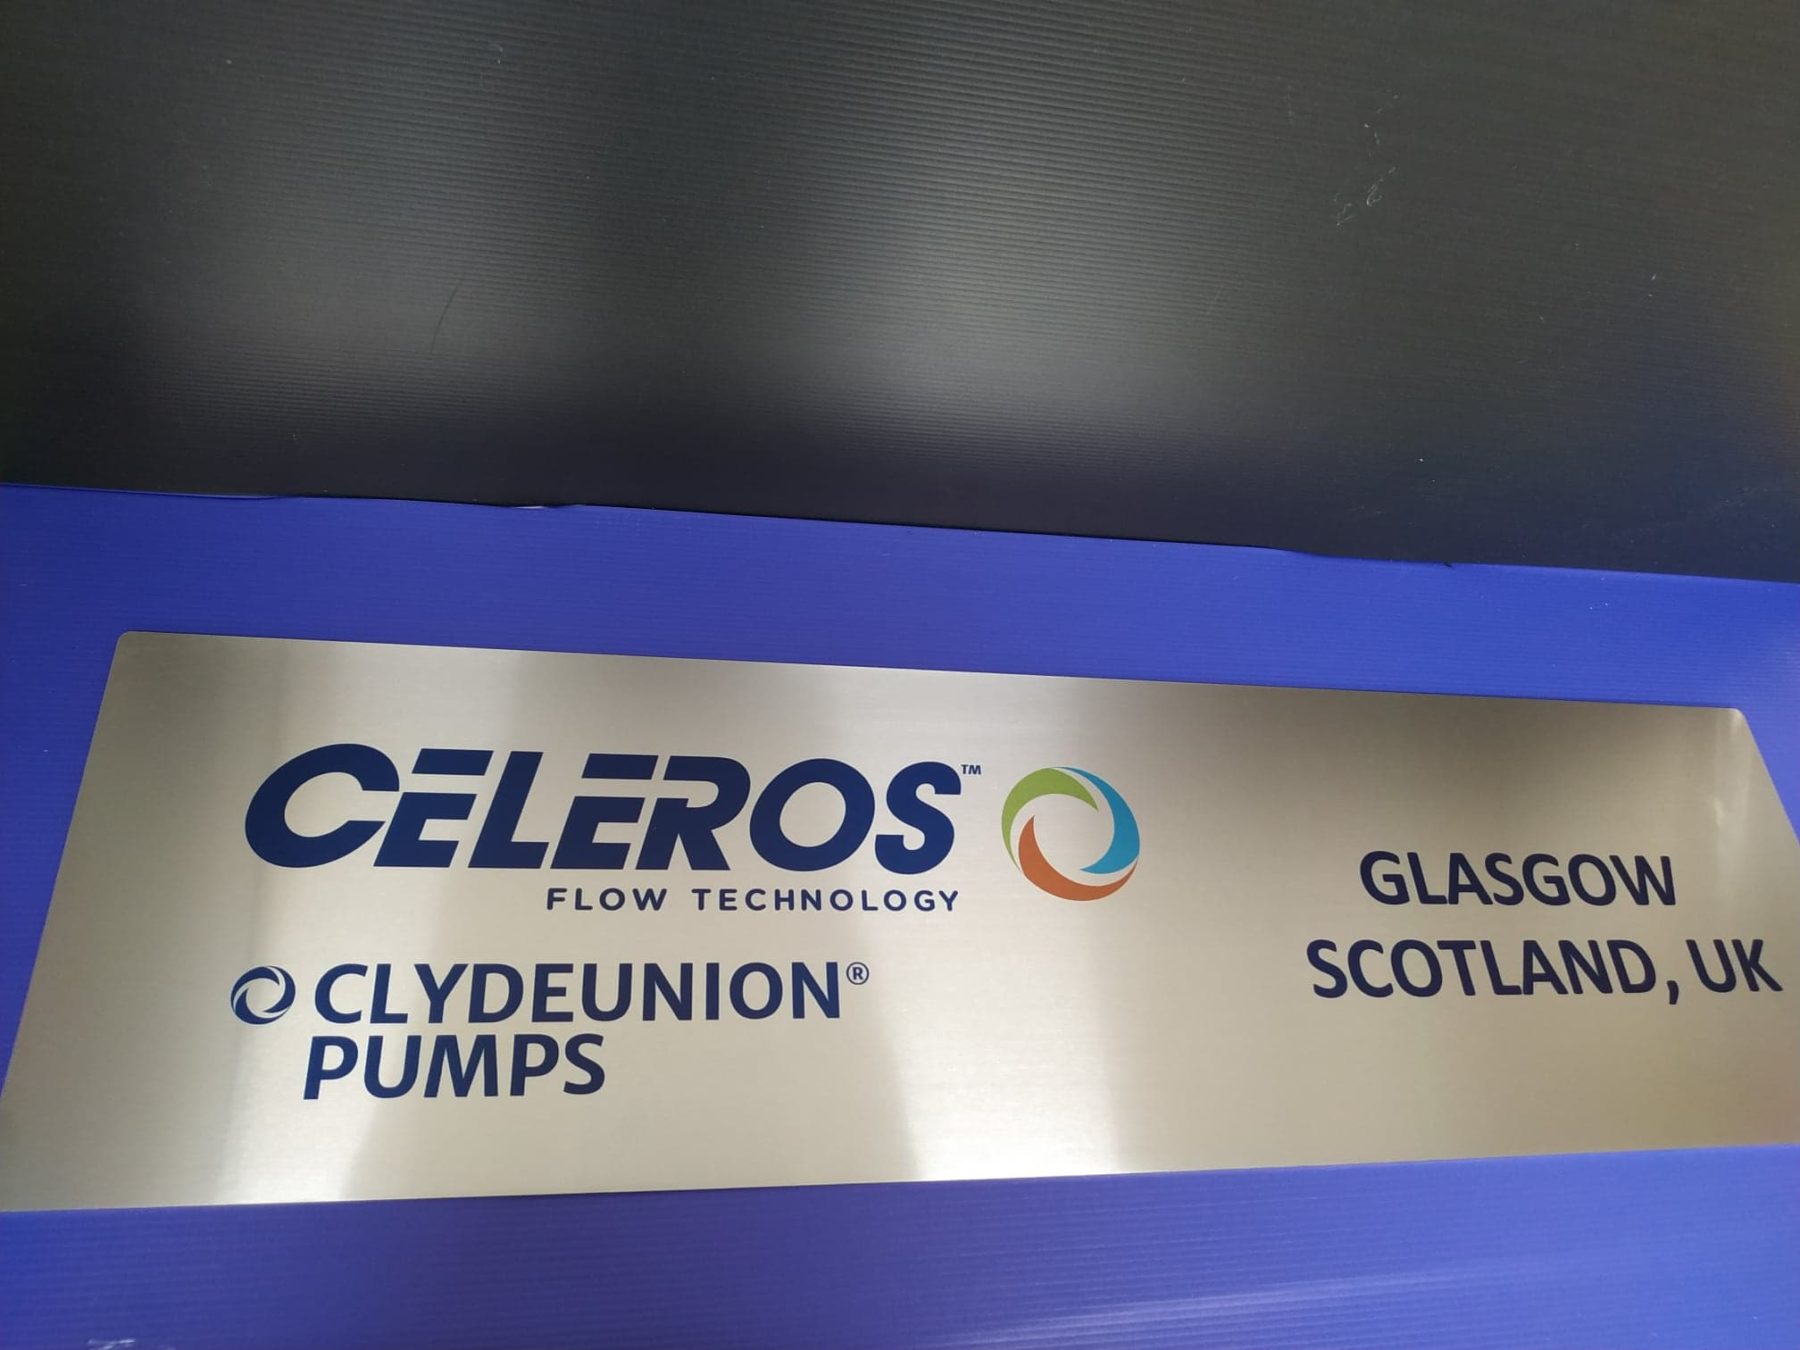 CELEROS™
FLOW TECHNOLOGY
CLYDEUNION®
PUMPS
GLASGOW
SCOTLAND, UK